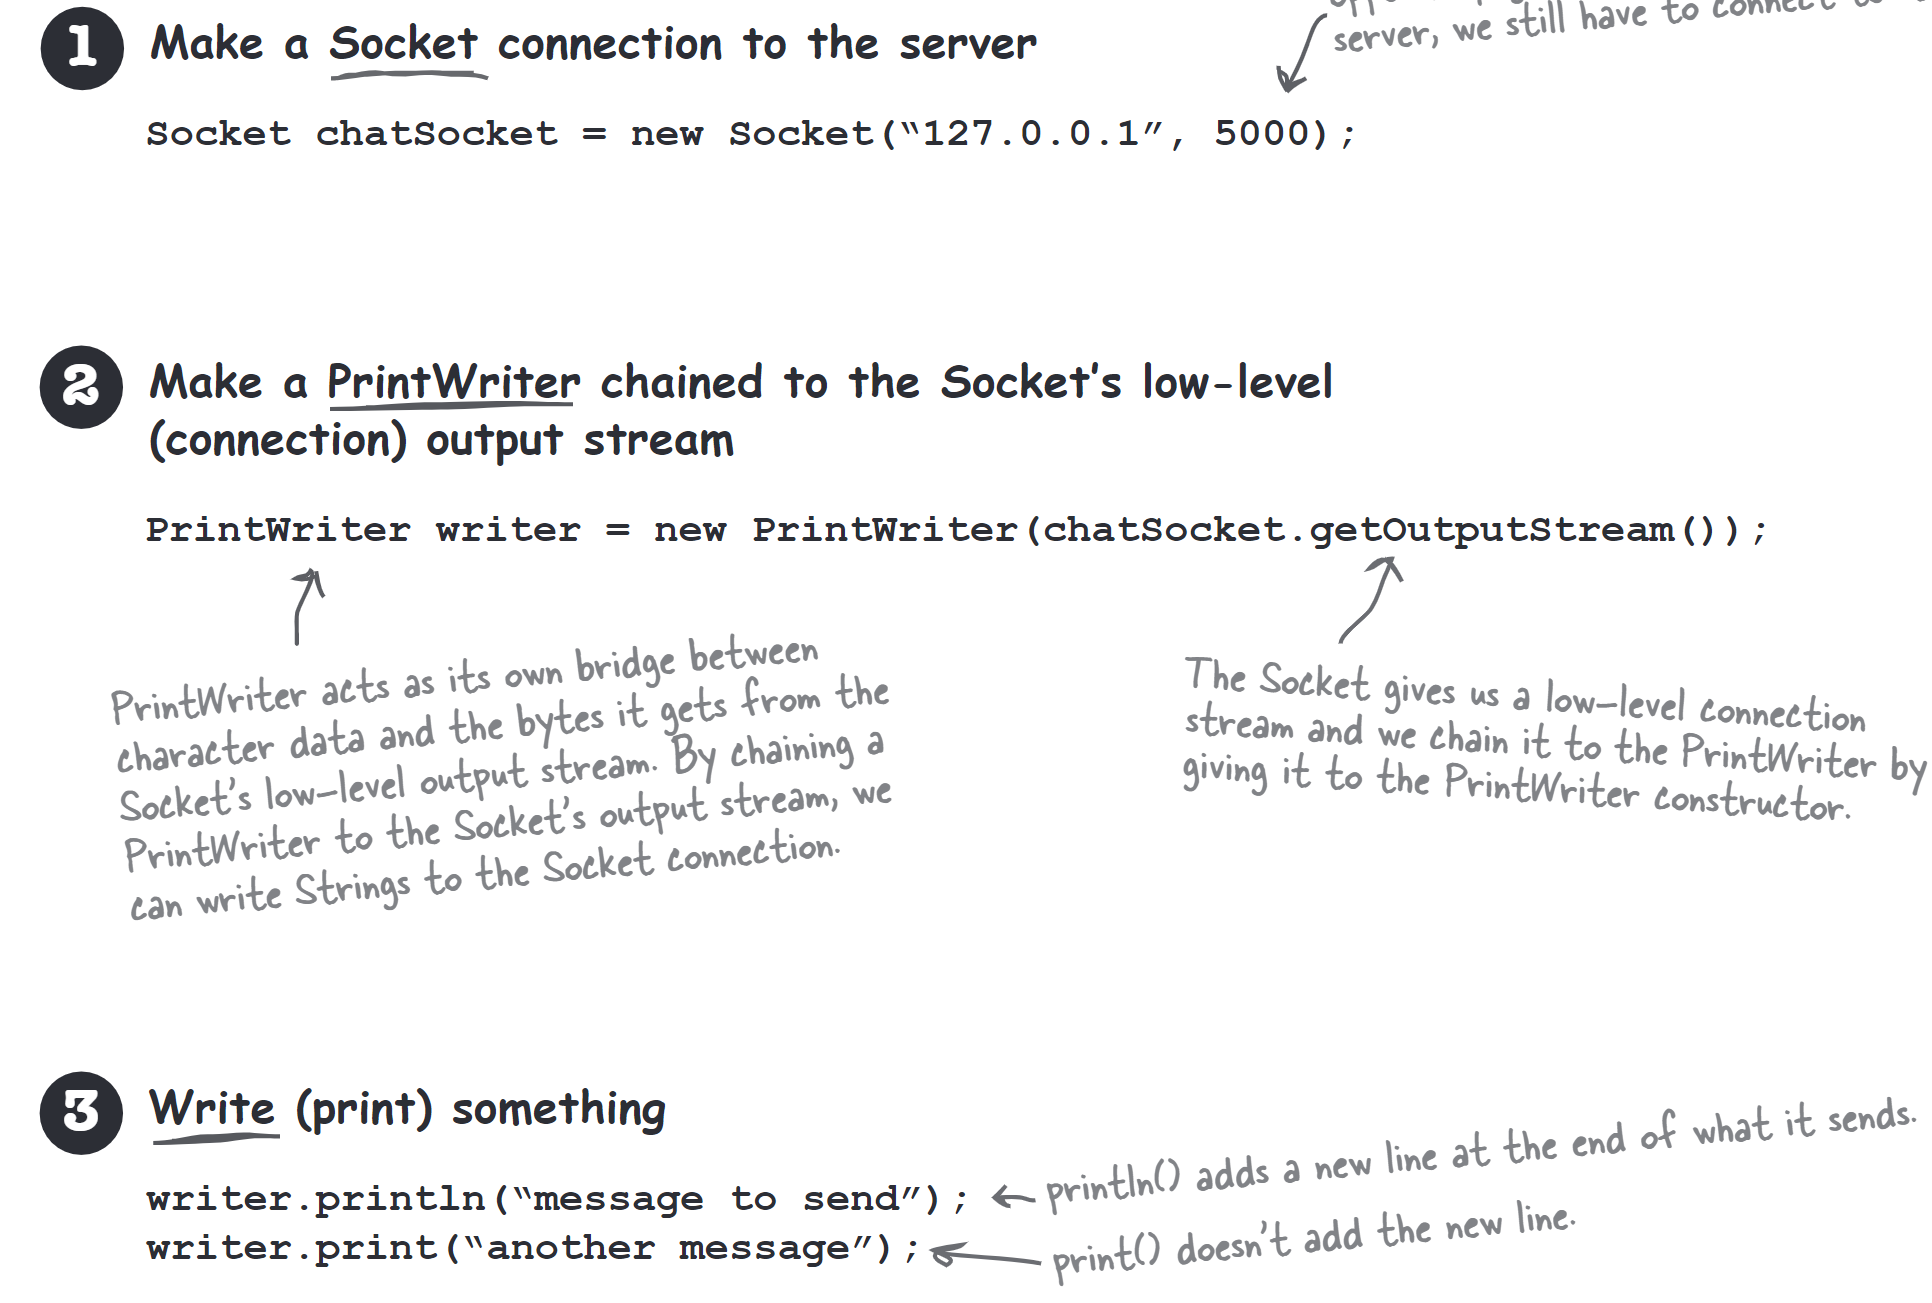 server, we still have to connect to
1 Make a Socket connection to the server
Socket chatSocket = new Socket(“127.0.0.1”, 5000);
2 Make a PrintWriter chained to the Socket’s low-level
(connection) output stream
PrintWriter writer = new PrintWriter(chatSocket.getOutputStream());
PrintWriter acts as its own bridge between
character data and the bytes it gets from the
Socket’s low-level output stream. By chaining a
PrintWriter to the Socket’s output stream, we
can write Strings to the Socket connection.
The Socket gives us a low-level connection
stream and we chain it to the PrintWriter by
giving it to the PrintWriter constructor.
3 Write (print) something
writer.println(“message to send”);
println() adds a new line at the end of what it sends.
writer.print(“another message”);
print() doesn’t add the new line.